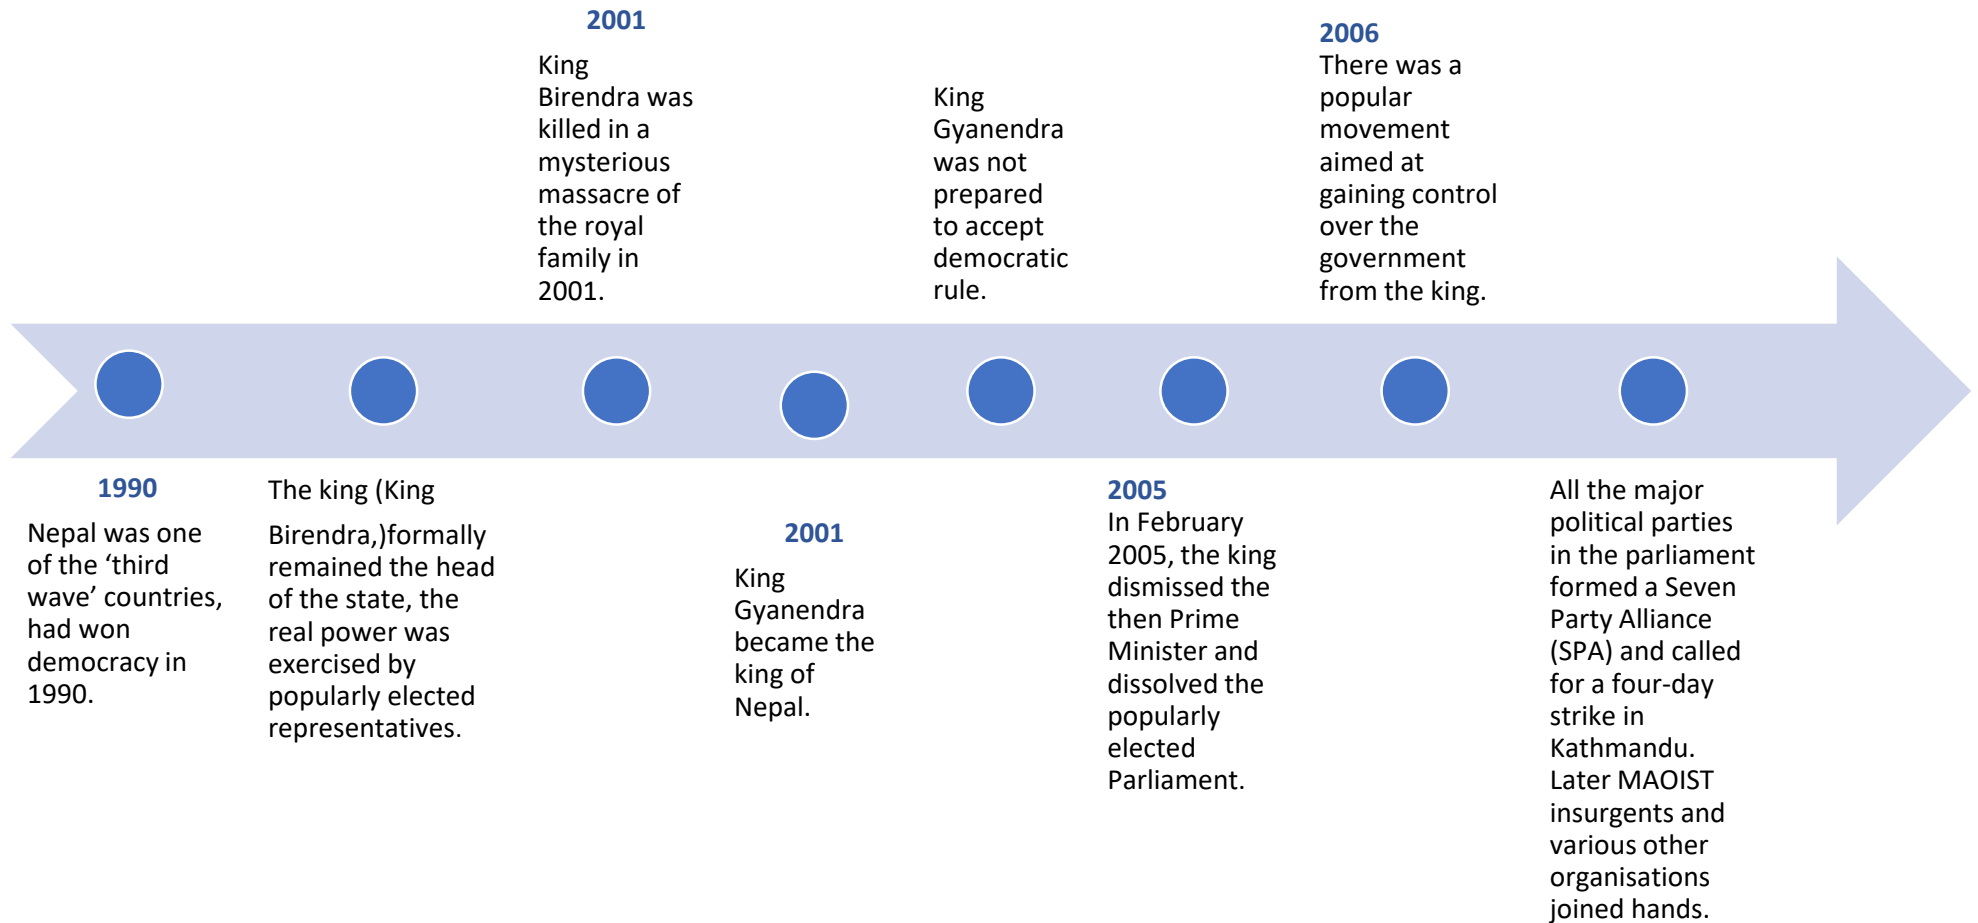 1990
Nepal was one
of the ‘third
wave’ countries,
had won
democracy in
1990.
The king (King
Birendra,)formally
remained the head
of the state, the
real power was
exercised by
popularly elected
representatives.
2001
King
Birendra was
killed in a
mysterious
massacre of
the royal
family in
2001.
2001
King
Gyanendra
became the
king of
Nepal.
King
Gyanendra
was not
prepared
to accept
democratic
rule.
2005
In February
2005, the king
dismissed the
then Prime
Minister and
dissolved the
popularly
elected
Parliament.
2006
There was a
popular
movement
aimed at
gaining control
over the
government
from the king.
All the major
political parties
in the parliament
formed a Seven
Party Alliance
(SPA) and called
for a four-day
strike in
Kathmandu.
Later MAOIST
insurgents and
various other
organisations
joined hands.